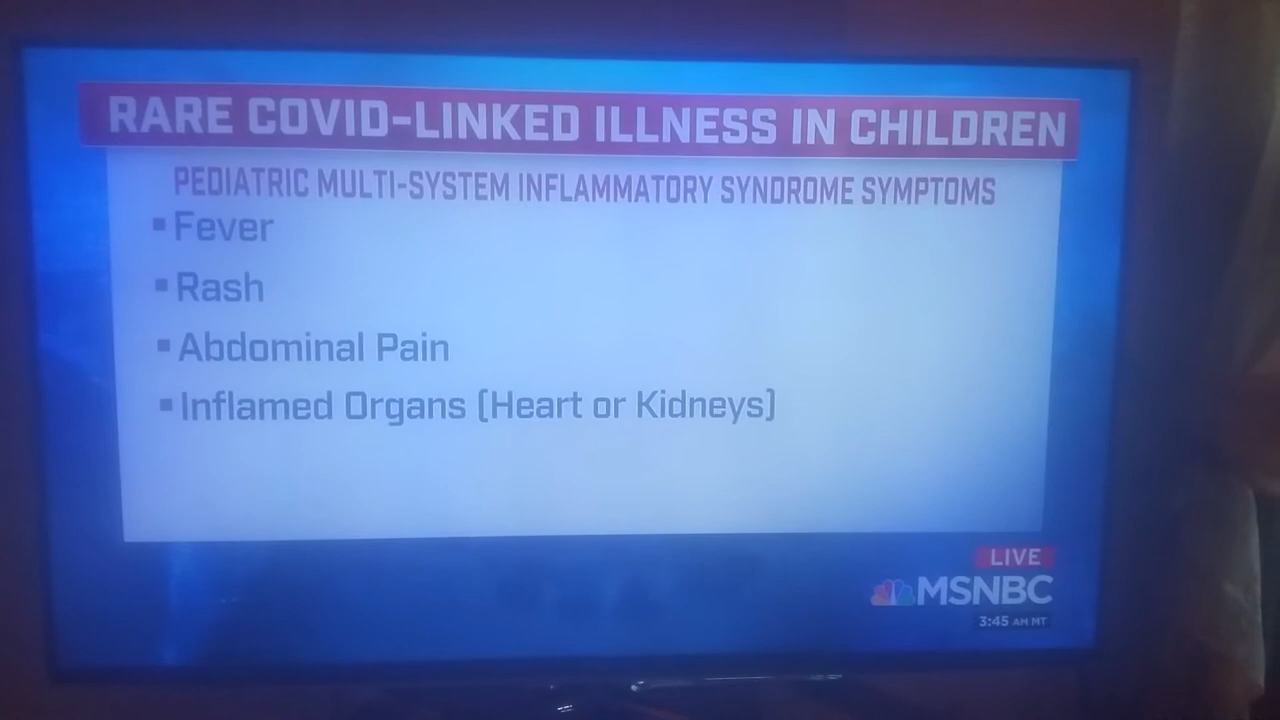 RARE COVID-LINKED ILLNESS IN CHILDREN
PEDIATRIC MULTI-SYSTEM INFLAMMATORY SYNDROME SYMPTOMS
▪ Fever
▪ Rash
▪ Abdominal Pain
▪ Inflamed Organs (Heart or Kidneys)
LIVE
MSNBC
3:45 AM MT